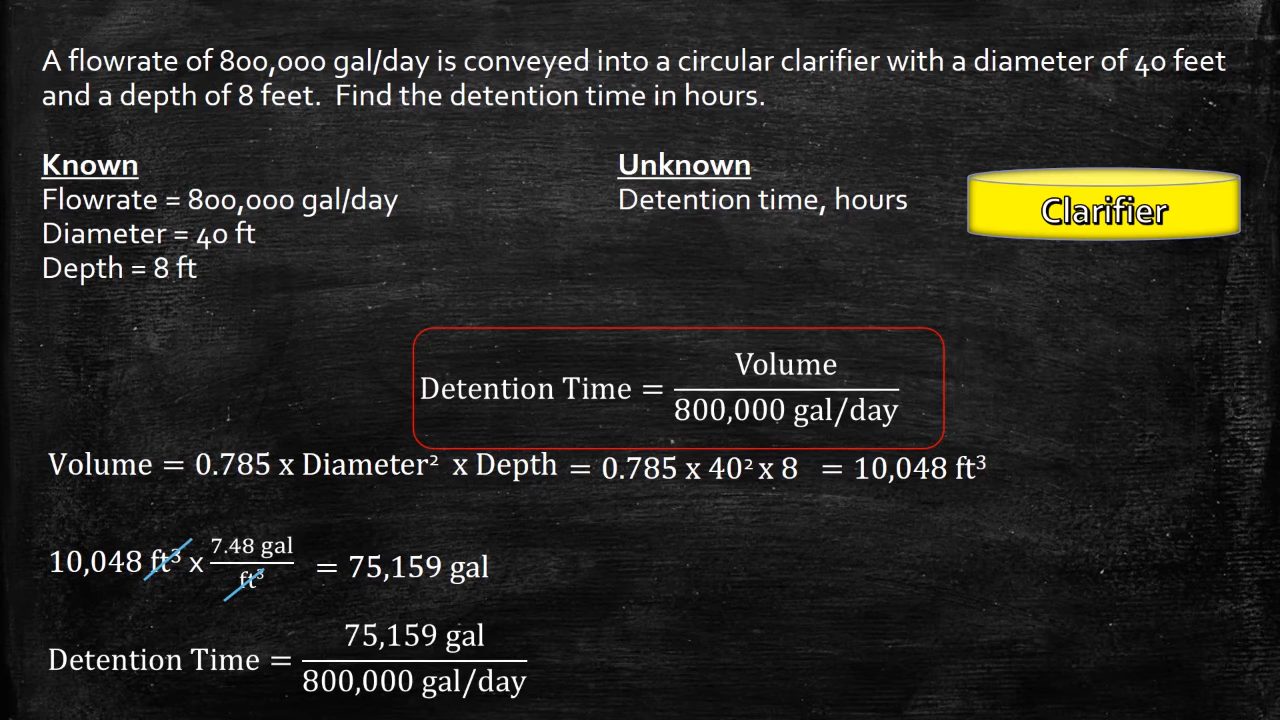 A flowrate of 800,000 gal/day is conveyed into a circular clarifier with a diameter of 40 feet
and a depth of 8 feet.  Find the detention time in hours.
Known
Flowrate = 800,000 gal/day
Diameter = 40 ft
Depth = 8 ft
Unknown
Detention time, hours
Clarifier
Detention Time = Volume / 800,000 gal/day
Volume = 0.785 x Diameter² x Depth = 0.785 x 40² x 8 = 10,048 ft³
10,048 ft³ x 7.48 gal / ft³ = 75,159 gal
Detention Time = 75,159 gal / 800,000 gal/day